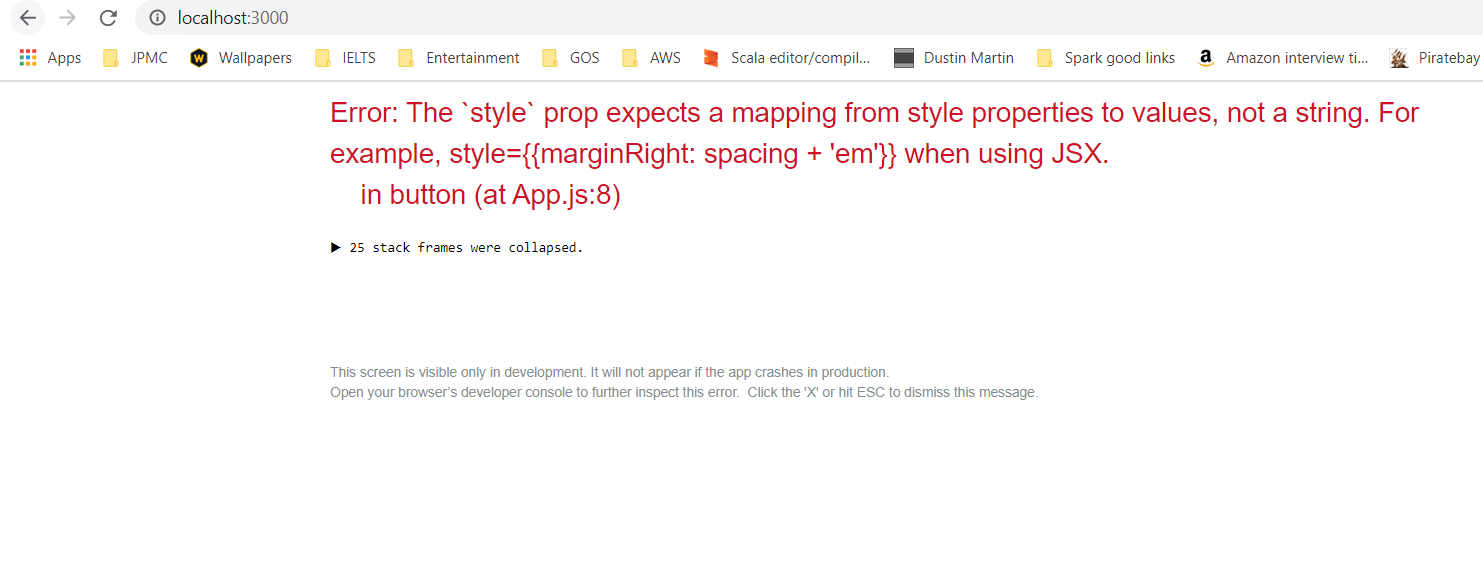 localhost:3000
Apps JPMC Wallpapers IELTS Entertainment GOS AWS Scala editor/compil... Dustin Martin Spark good links Amazon interview ti... Piratebay
Error: The `style` prop expects a mapping from style properties to values, not a string. For
example, style={{marginRight: spacing + 'em'}} when using JSX.
in button (at App.js:8)
▶ 25 stack frames were collapsed.
This screen is visible only in development. It will not appear if the app crashes in production.
Open your browser's developer console to further inspect this error. Click the 'X' or hit ESC to dismiss this message.